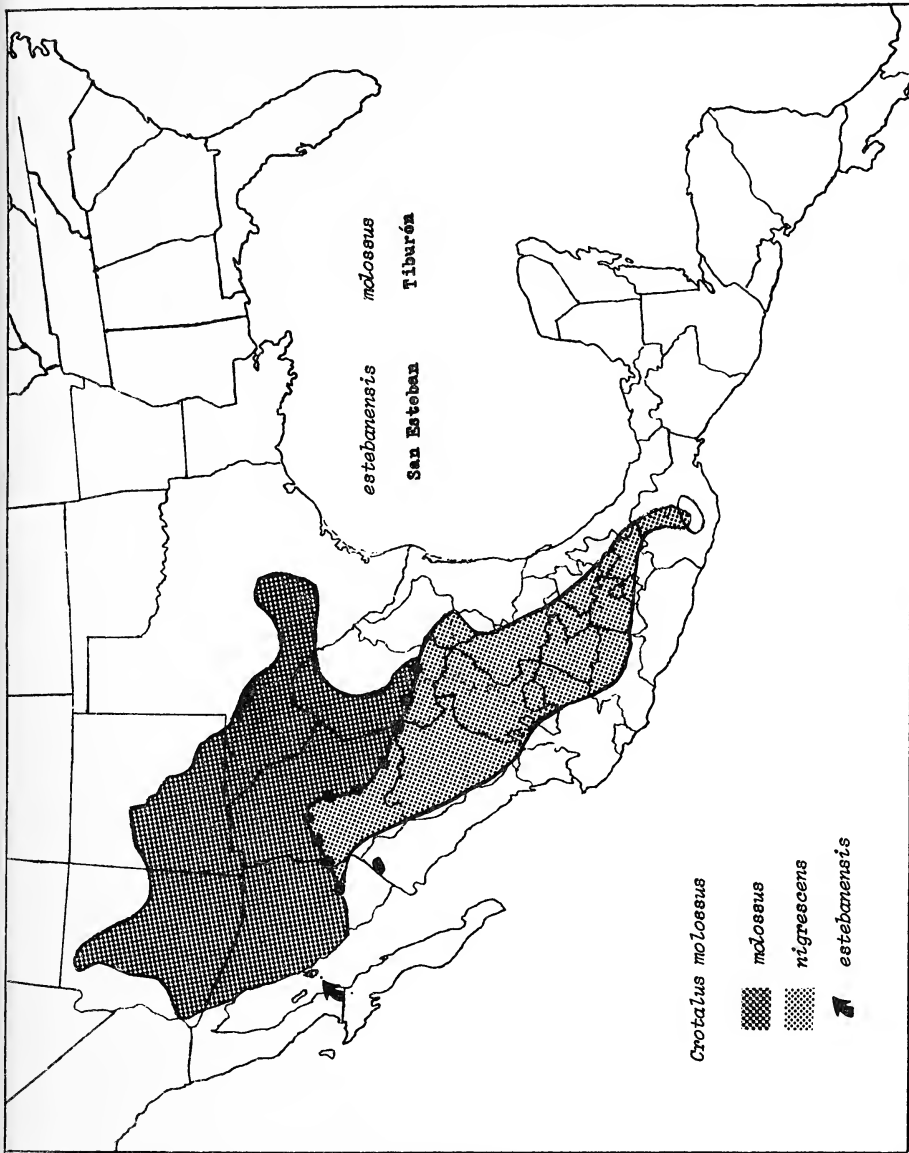 estebanensis molossus
San Esteban Tiburón
Crotalus molossus
molossus
nigrescens
estebanensis